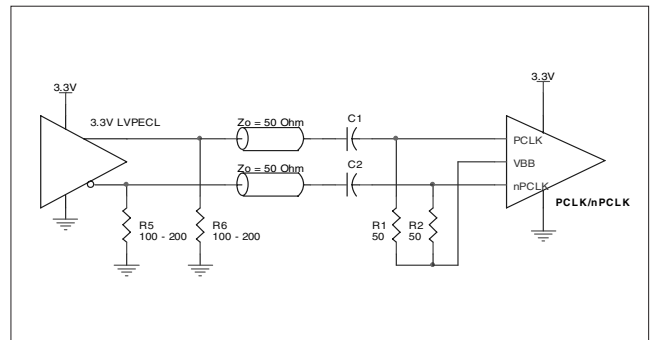 3.3V
3.3V LVPECL
R5
100 - 200
R6
100 - 200
Zo = 50 Ohm
Zo = 50 Ohm
C1
C2
R1
50
R2
50
3.3V
PCLK
VBB
nPCLK
PCLK/nPCLK